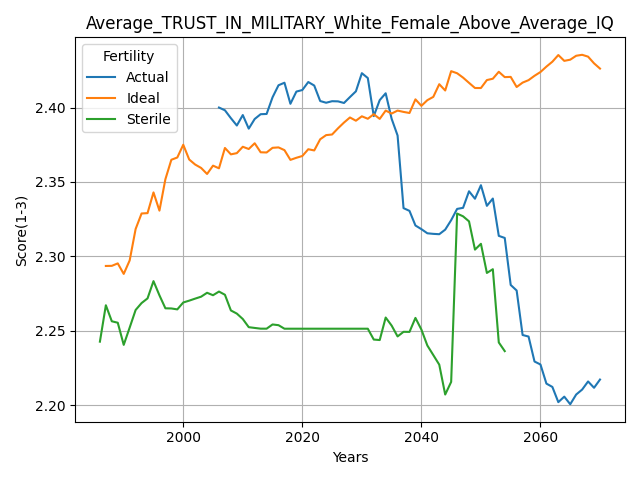 Average_TRUST_IN_MILITARY_White_Female_Above_Average_IQ
Fertility
Actual
Ideal
Sterile
Score(1-3)
2.40
2.35
2.30
2.25
2.20
2000
2020
2040
2060
Years